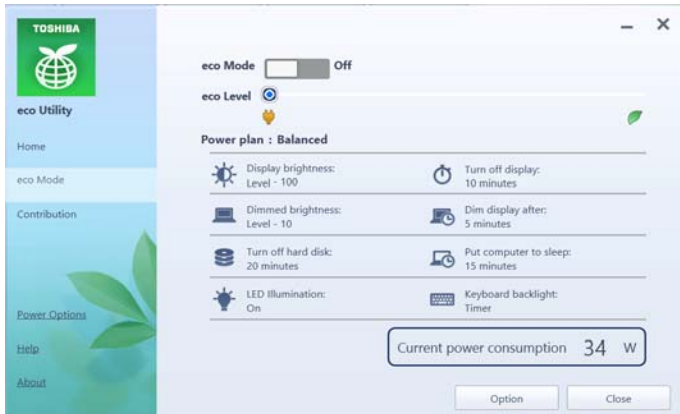 TOSHIBA
eco Utility
Home
eco Mode
Contribution
Power Options
Help
About
eco Mode Off
eco Level
Power plan : Balanced
Display brightness:
Level - 100
Turn off display:
10 minutes
Dimmed brightness:
Level - 10
Dim display after:
5 minutes
Turn off hard disk:
20 minutes
Put computer to sleep:
15 minutes
LED Illumination:
On
Keyboard backlight:
Timer
Current power consumption 34 W
Option
Close